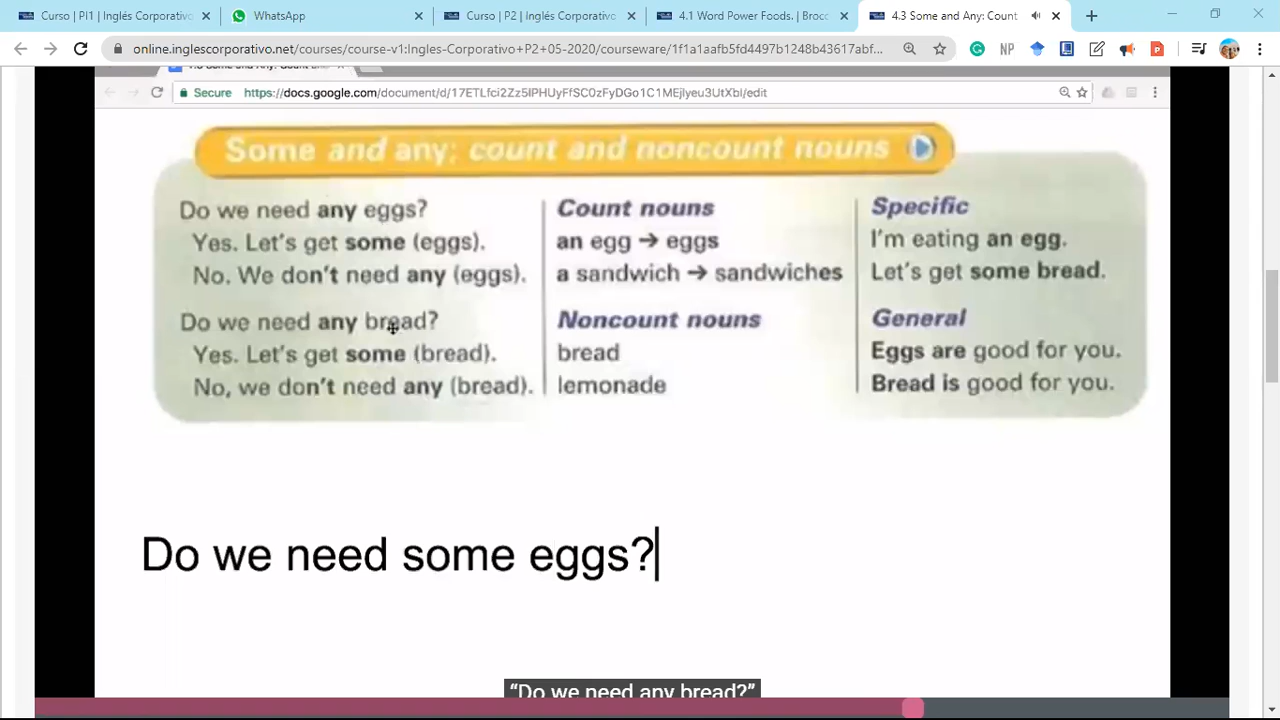 Curso | PI1 | Inglés Corporativo
WhatsApp
Curso | P2 | Inglés Corporativo
4.1 Word Power Foods. | Brocc
4.3 Some and Any: Count
online.inglescorporativo.net/courses/course-v1:Ingles-Corporativo+P2+05-2020/courseware/1f1a1aafb5fd4497b1248b43617abf...
NP
Secure https://docs.google.com/document/d/17ETLfci2Zz5IPHUyFfSC0zFyDGo1C1MEjIyeu3UtXbI/edit
Some and any; count and noncount nouns
Do we need any eggs?
Yes. Let's get some (eggs).
No. We don't need any (eggs).
Do we need any bread?
Yes. Let's get some (bread).
No, we don't need any (bread).
Count nouns
an egg → eggs
a sandwich → sandwiches
Noncount nouns
bread
lemonade
Specific
I'm eating an egg.
Let's get some bread.
General
Eggs are good for you.
Bread is good for you.
Do we need some eggs?
"Do we need any bread?"